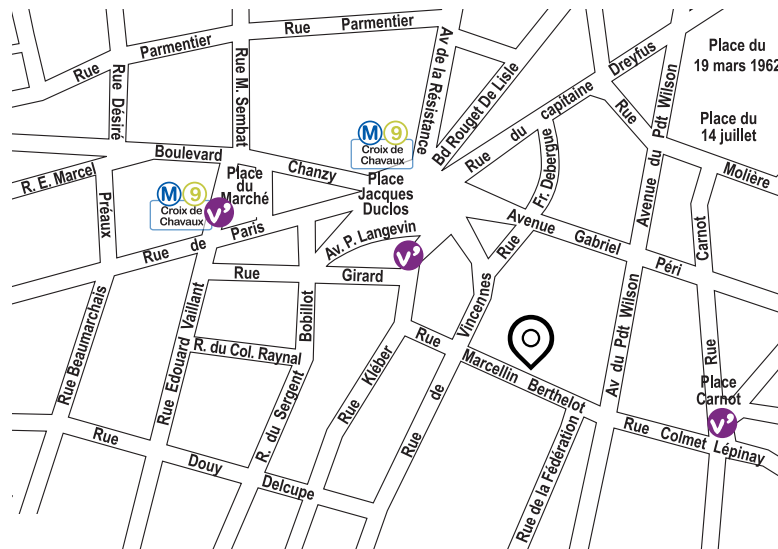 Rue Parmentier
Rue Parmentier
Rue Désiré
Préaux
Rue M. Sembat
Av de la Résistance
Bd Rouget De Lisle
Rue du capitaine Dreyfus
Place du
19 mars 1962
Place du
14 juillet
Rue Molière
Avenue du Pdt Wilson
M 9
Croix de
Chavaux
Boulevard Chanzy
R. E. Marcel
Place
du
Marché
M 9
Croix de
Chavaux
v'
Place
Jacques
Duclos
Rue Fr. Debergue
Avenue Gabriel Péri
Rue Carnot
Rue de Paris
Av. P. Langevin
v'
Rue Girard
Rue Beaumarchais
Rue Edouard Vaillant
R. du Sergent Bobillot
R. du Col. Raynal
Rue Kléber
Rue de Vincennes
Rue Marcellin Berthelot
Av du Pdt Wilson
Place
Carnot
v'
Rue Colmet Lépinay
Rue de la Fédération
Rue Douy Delcupe